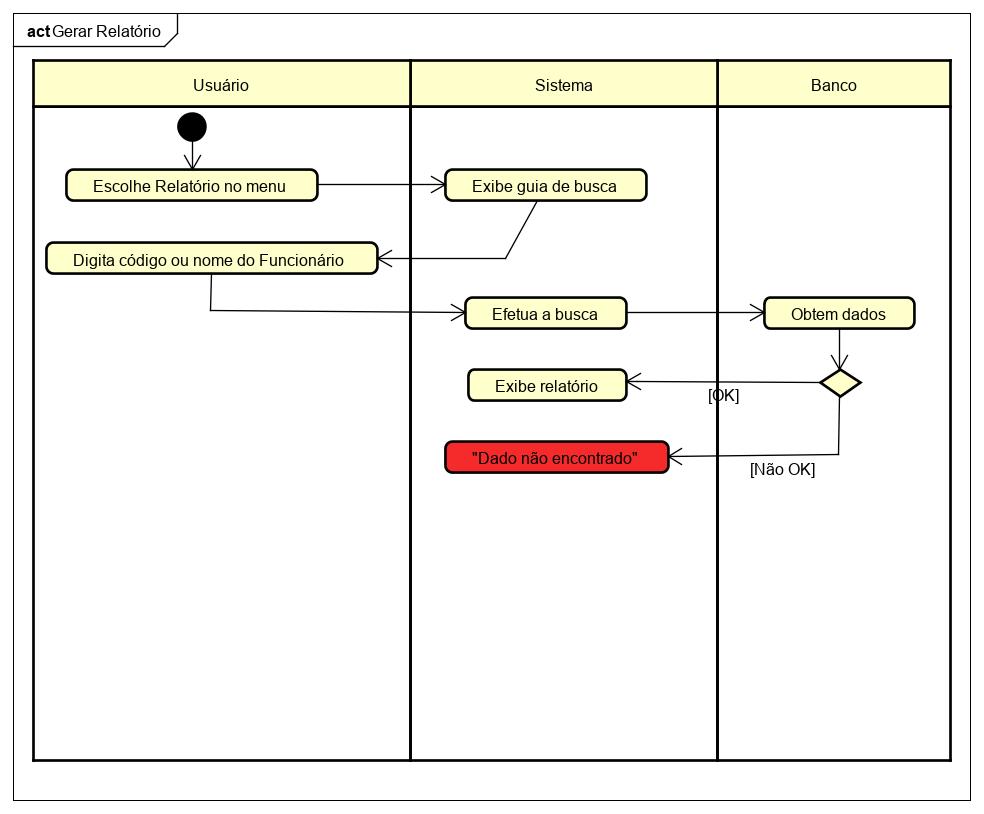 act Gerar Relatório
Usuário
Sistema
Banco
Escolhe Relatório no menu
Exibe guia de busca
Digita código ou nome do Funcionário
Efetua a busca
Obtem dados
Exibe relatório
[OK]
"Dado não encontrado"
[Não OK]